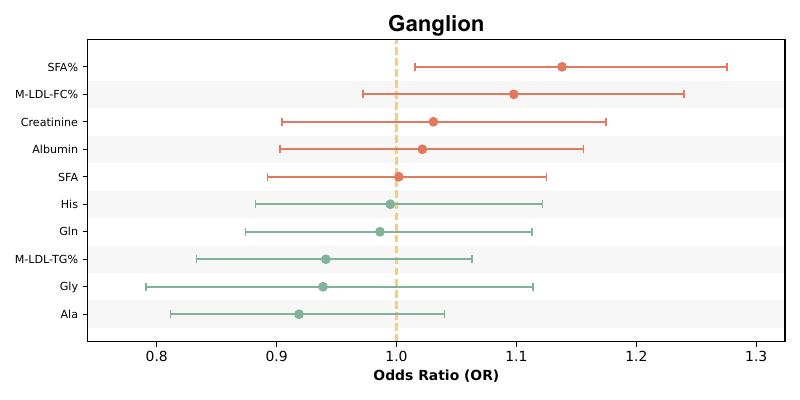 Ganglion
SFA%
M-LDL-FC%
Creatinine
Albumin
SFA
His
Gln
M-LDL-TG%
Gly
Ala
0.8 0.9 1.0 1.1 1.2 1.3
Odds Ratio (OR)